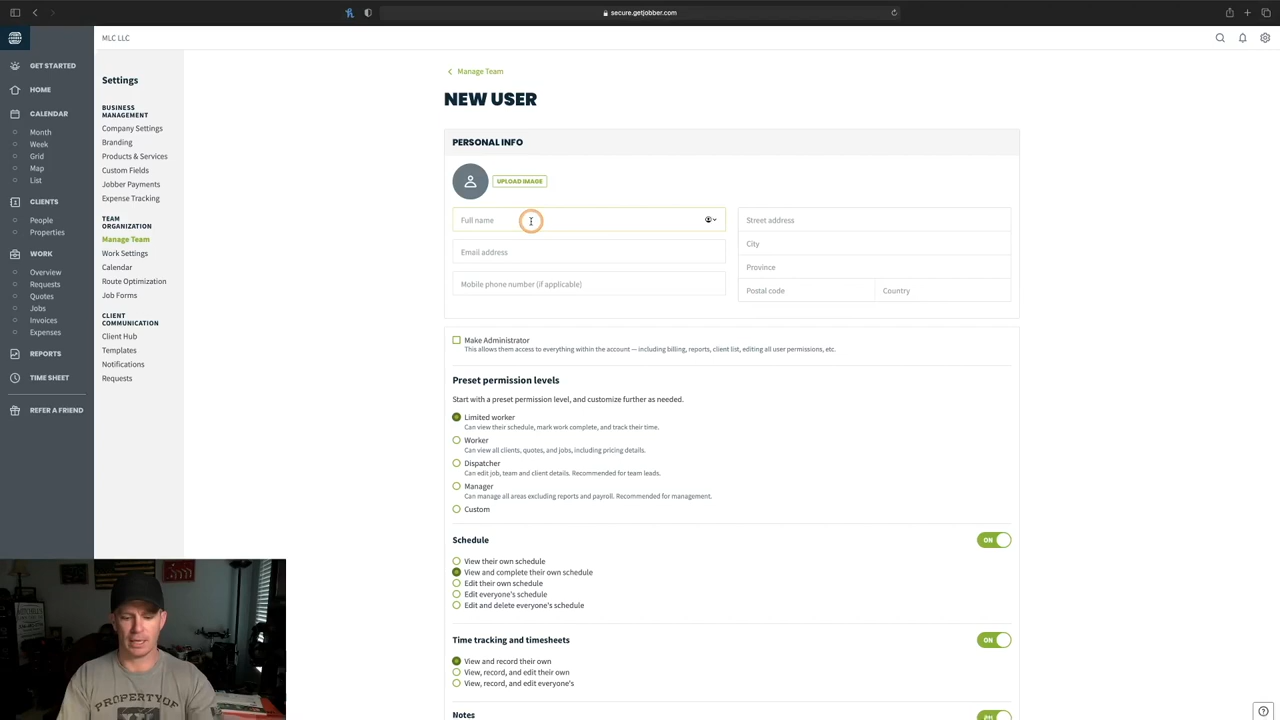 secure.getjobber.com
MLC LLC
GET STARTED
HOME
CALENDAR
Month
Week
Grid
Map
List
CLIENTS
People
Properties
WORK
Overview
Requests
Quotes
Jobs
Invoices
Expenses
REPORTS
TIME SHEET
REFER A FRIEND
Settings
BUSINESS
MANAGEMENT
Company Settings
Branding
Products & Services
Custom Fields
Jobber Payments
Expense Tracking
TEAM
ORGANIZATION
Manage Team
Work Settings
Calendar
Route Optimization
Job Forms
CLIENT
COMMUNICATION
Client Hub
Templates
Notifications
Requests
Manage Team
NEW USER
PERSONAL INFO
UPLOAD IMAGE
Full name
Email address
Mobile phone number (if applicable)
Street address
City
Province
Postal code
Country
Make Administrator
This allows them access to everything within the account — including billing, reports, client list, editing all user permissions, etc.
Preset permission levels
Start with a preset permission level, and customize further as needed.
Limited worker
Can view their schedule, mark work complete, and track their time.
Worker
Can view all clients, quotes, and jobs, including pricing details.
Dispatcher
Can edit job, team and client details. Recommended for team leads.
Manager
Can manage all areas excluding reports and payroll. Recommended for management.
Custom
Schedule
ON
View their own schedule
View and complete their own schedule
Edit their own schedule
Edit everyone's schedule
Edit and delete everyone's schedule
Time tracking and timesheets
ON
View and record their own
View, record, and edit their own
View, record, and edit everyone's
Notes
ON
PROPERTY OF